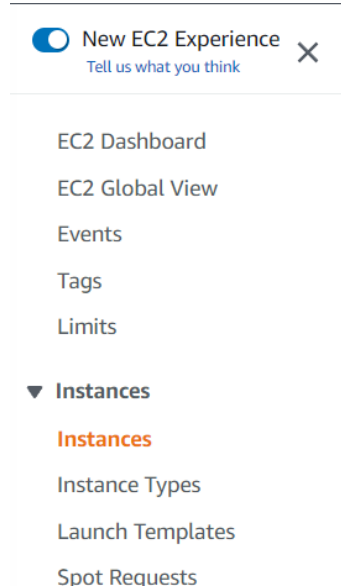 New EC2 Experience
Tell us what you think
EC2 Dashboard
EC2 Global View
Events
Tags
Limits
Instances
Instances
Instance Types
Launch Templates
Spot Requests